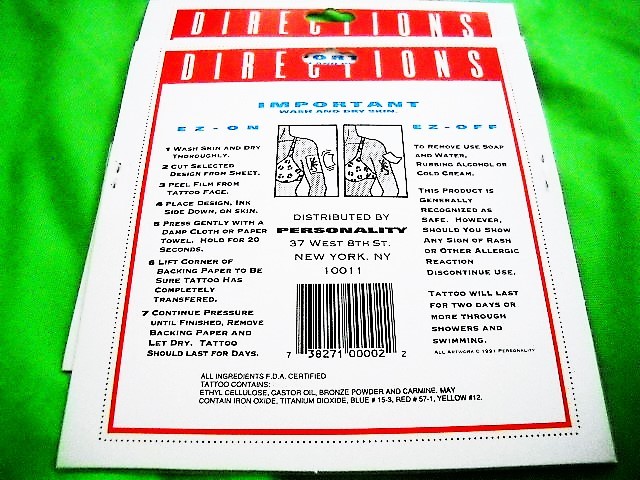 DIRECTIONS
DIRECTIONS
IMPORTANT
WASH AND DRY SKIN.
EZ-ON
1 WASH SKIN AND DRY
THOROUGHLY.
2 CUT SELECTED
DESIGN FROM SHEET.
3 PEEL FILM FROM
TATTOO FACE.
4 PLACE DESIGN, INK
SIDE DOWN, ON SKIN.
5 PRESS GENTLY WITH A
DAMP CLOTH OR PAPER
TOWEL. HOLD FOR 20
SECONDS.
6 LIFT CORNER OF
BACKING PAPER TO BE
SURE TATTOO HAS
COMPLETELY
TRANSFERED.
7 CONTINUE PRESSURE
UNTIL FINISHED, REMOVE
BACKING PAPER AND
LET DRY. TATTOO
SHOULD LAST FOR DAYS.
DISTRIBUTED BY
PERSONALITY
37 WEST 8TH ST.
NEW YORK, NY
10011
7 38271 00002 2
EZ-OFF
TO REMOVE USE SOAP
AND WATER,
RUBBING ALCOHOL OR
COLD CREAM.
THIS PRODUCT IS
GENERALLY
RECOGNIZED AS
SAFE. HOWEVER,
SHOULD YOU SHOW
ANY SIGN OF RASH
OR OTHER ALLERGIC
REACTION
DISCONTINUE USE.
TATTOO WILL LAST
FOR TWO DAYS OR
MORE THROUGH
SHOWERS AND
SWIMMING.
ALL ARTWORK © 1991 PERSONALITY
ALL INGREDIENTS F.D.A. CERTIFIED
TATTOO CONTAINS:
ETHYL CELLULOSE, CASTOR OIL, BRONZE POWDER AND CARMINE. MAY
CONTAIN IRON OXIDE, TITANIUM DIOXIDE, BLUE # 15-3, RED # 57-1, YELLOW #12.